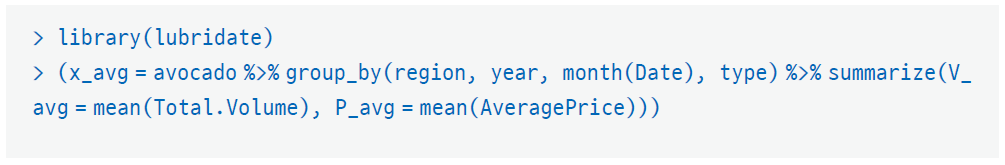 > library(lubridate)
> (x_avg = avocado %>% group_by(region, year, month(Date), type) %>% summarize(V_
avg = mean(Total.Volume), P_avg = mean(AveragePrice)))